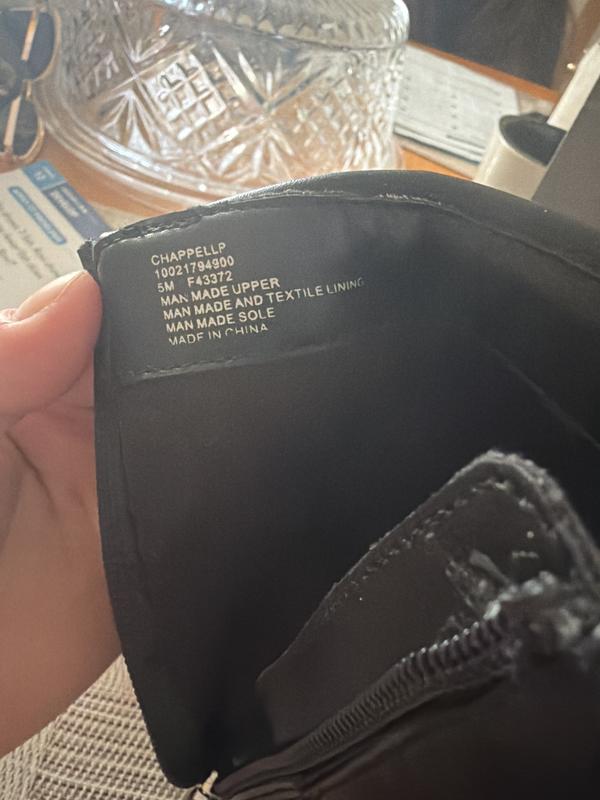 CHAPPELLP
10021794900
5M F43372
MAN MADE UPPER
MAN MADE AND TEXTILE LINING
MAN MADE SOLE
MADE IN CHINA